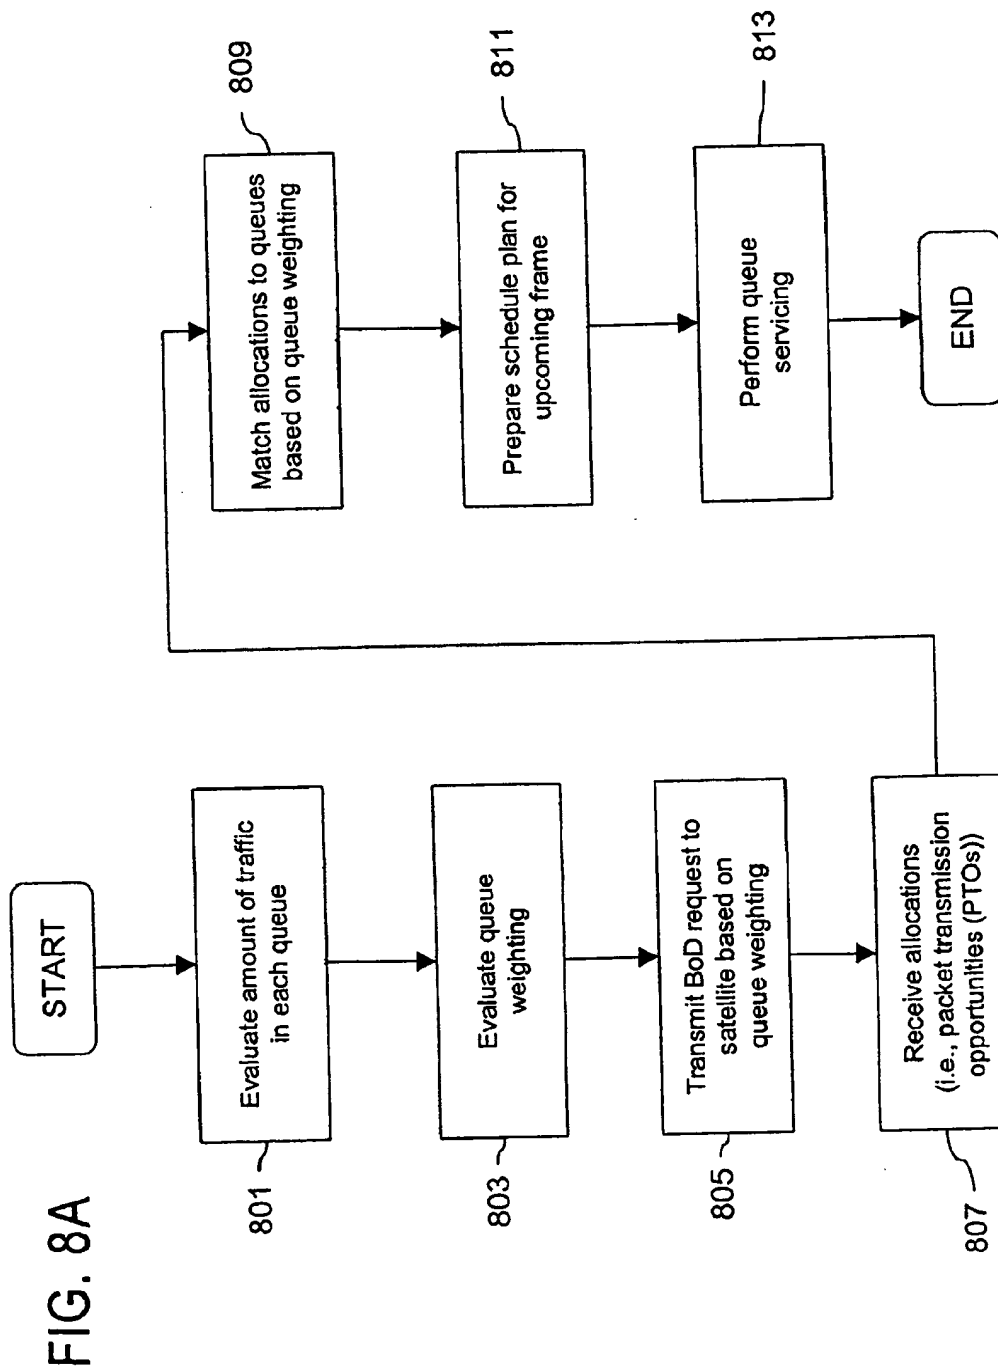 FIG. 8A
START
Evaluate amount of traffic
in each queue
801
Evaluate queue
weighting
803
Transmit BoD request to
satellite based on
queue weighting
805
Receive allocations
(i.e., packet transmission
opportunities (PTOs))
807
Match allocations to queues
based on queue weighting
809
Prepare schedule plan for
upcoming frame
811
Perform queue
servicing
813
END